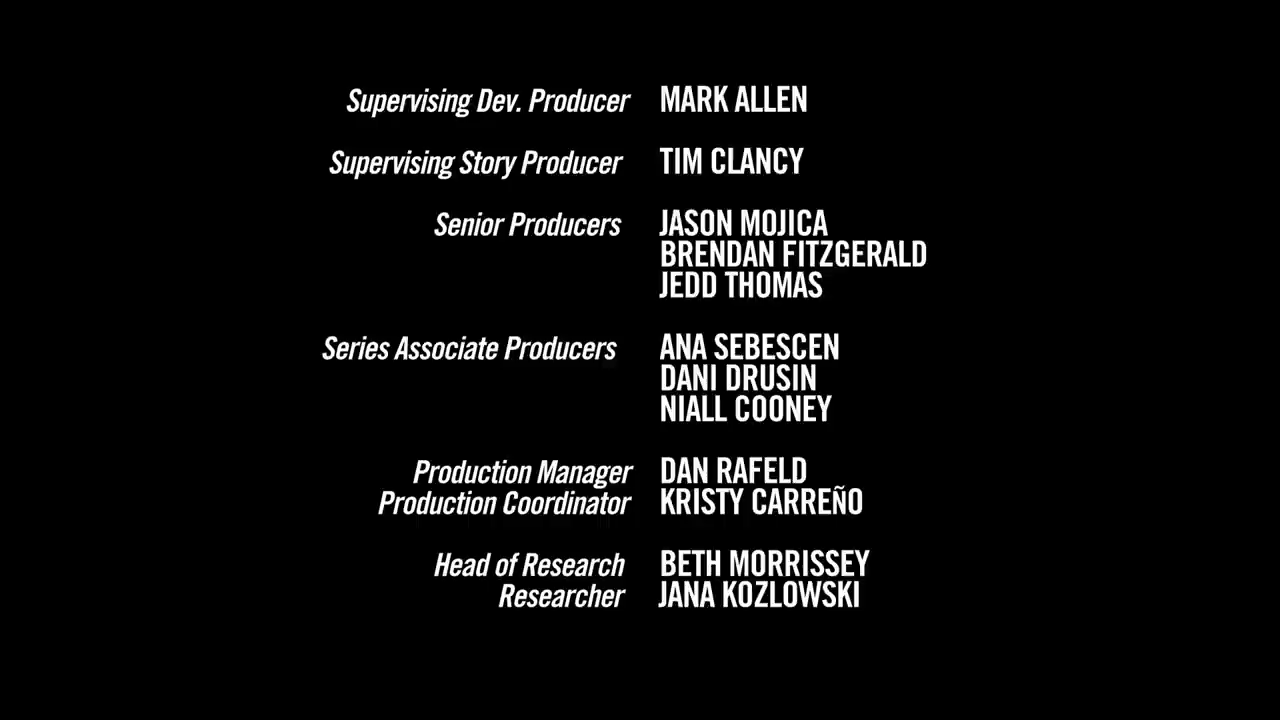 Supervising Dev. Producer MARK ALLEN
Supervising Story Producer TIM CLANCY
Senior Producers JASON MOJICA
BRENDAN FITZGERALD
JEDD THOMAS
Series Associate Producers ANA SEBESCEN
DANI DRUSIN
NIALL COONEY
Production Manager DAN RAFELD
Production Coordinator KRISTY CARREÑO
Head of Research BETH MORRISSEY
Researcher JANA KOZLOWSKI